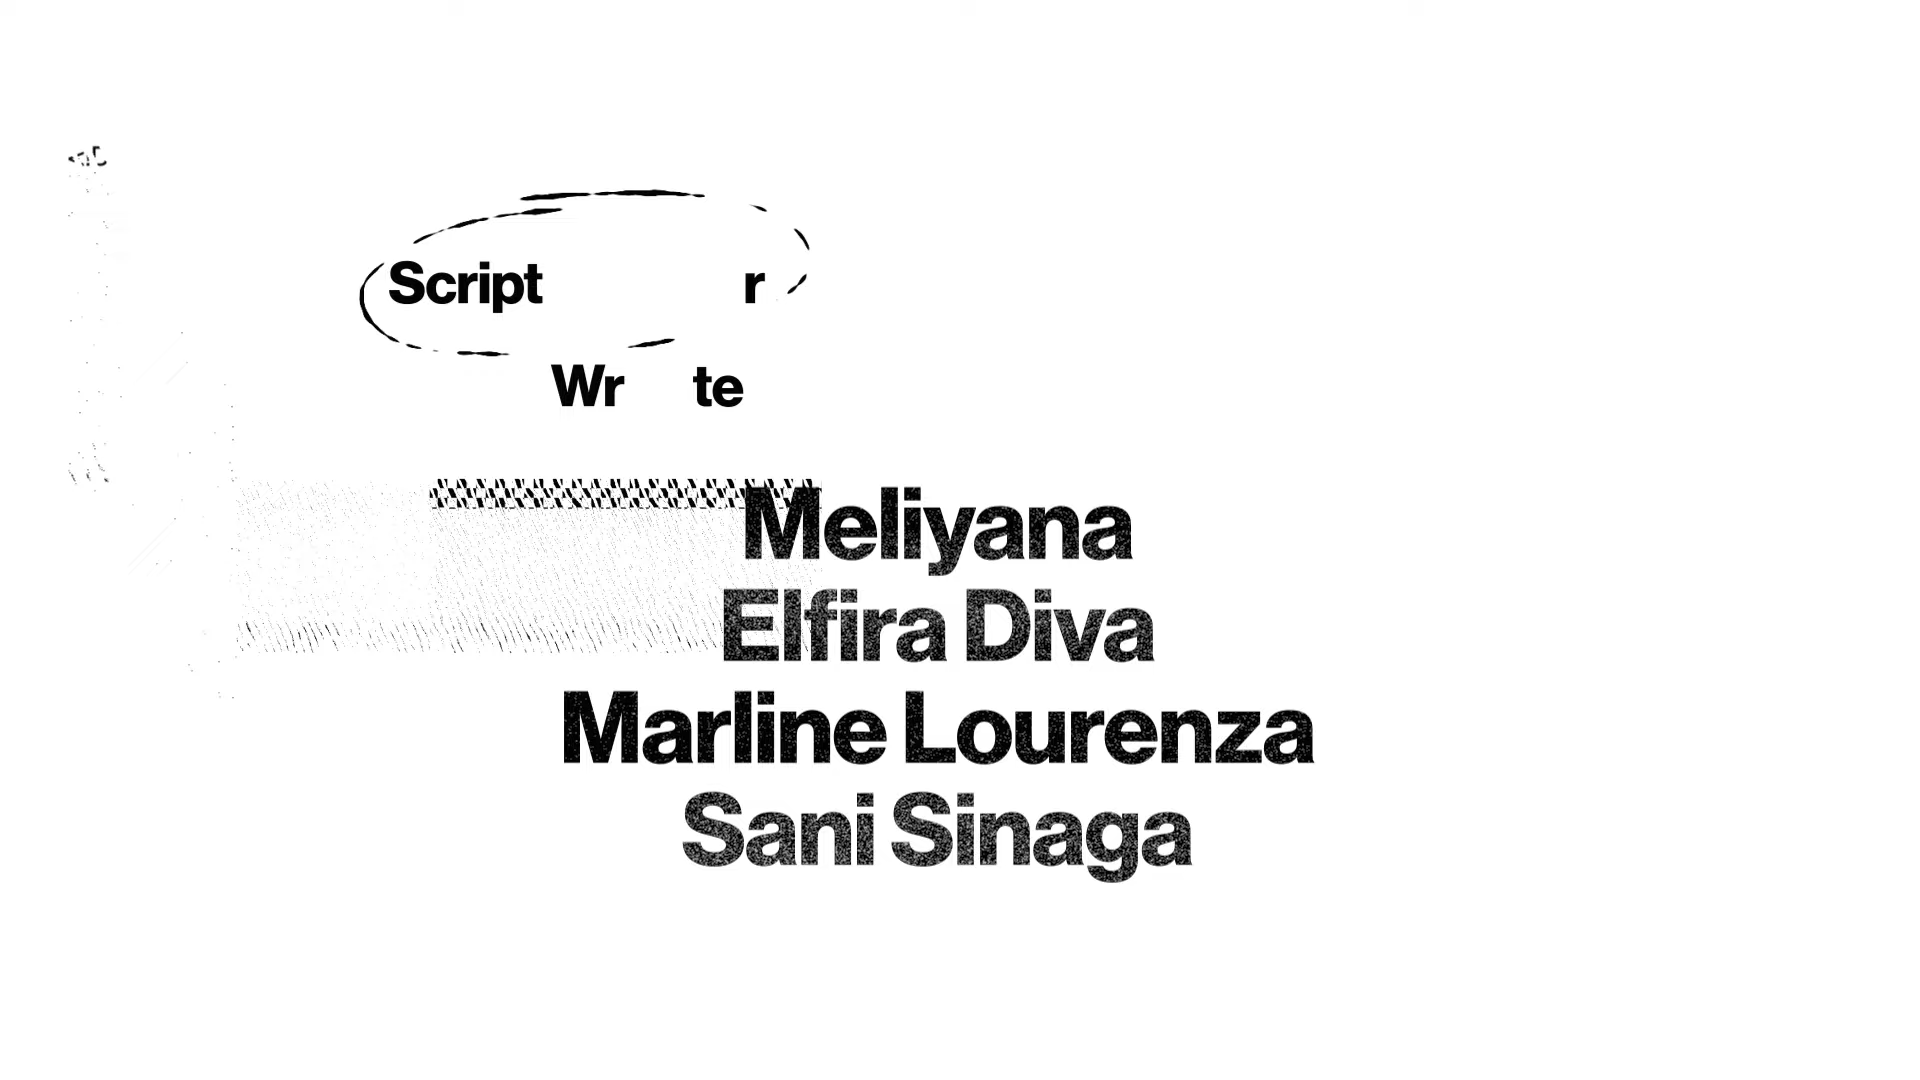 Script r
Wr te
Meliyana
Elfira Diva
Marline Lourenza
Sani Sinaga